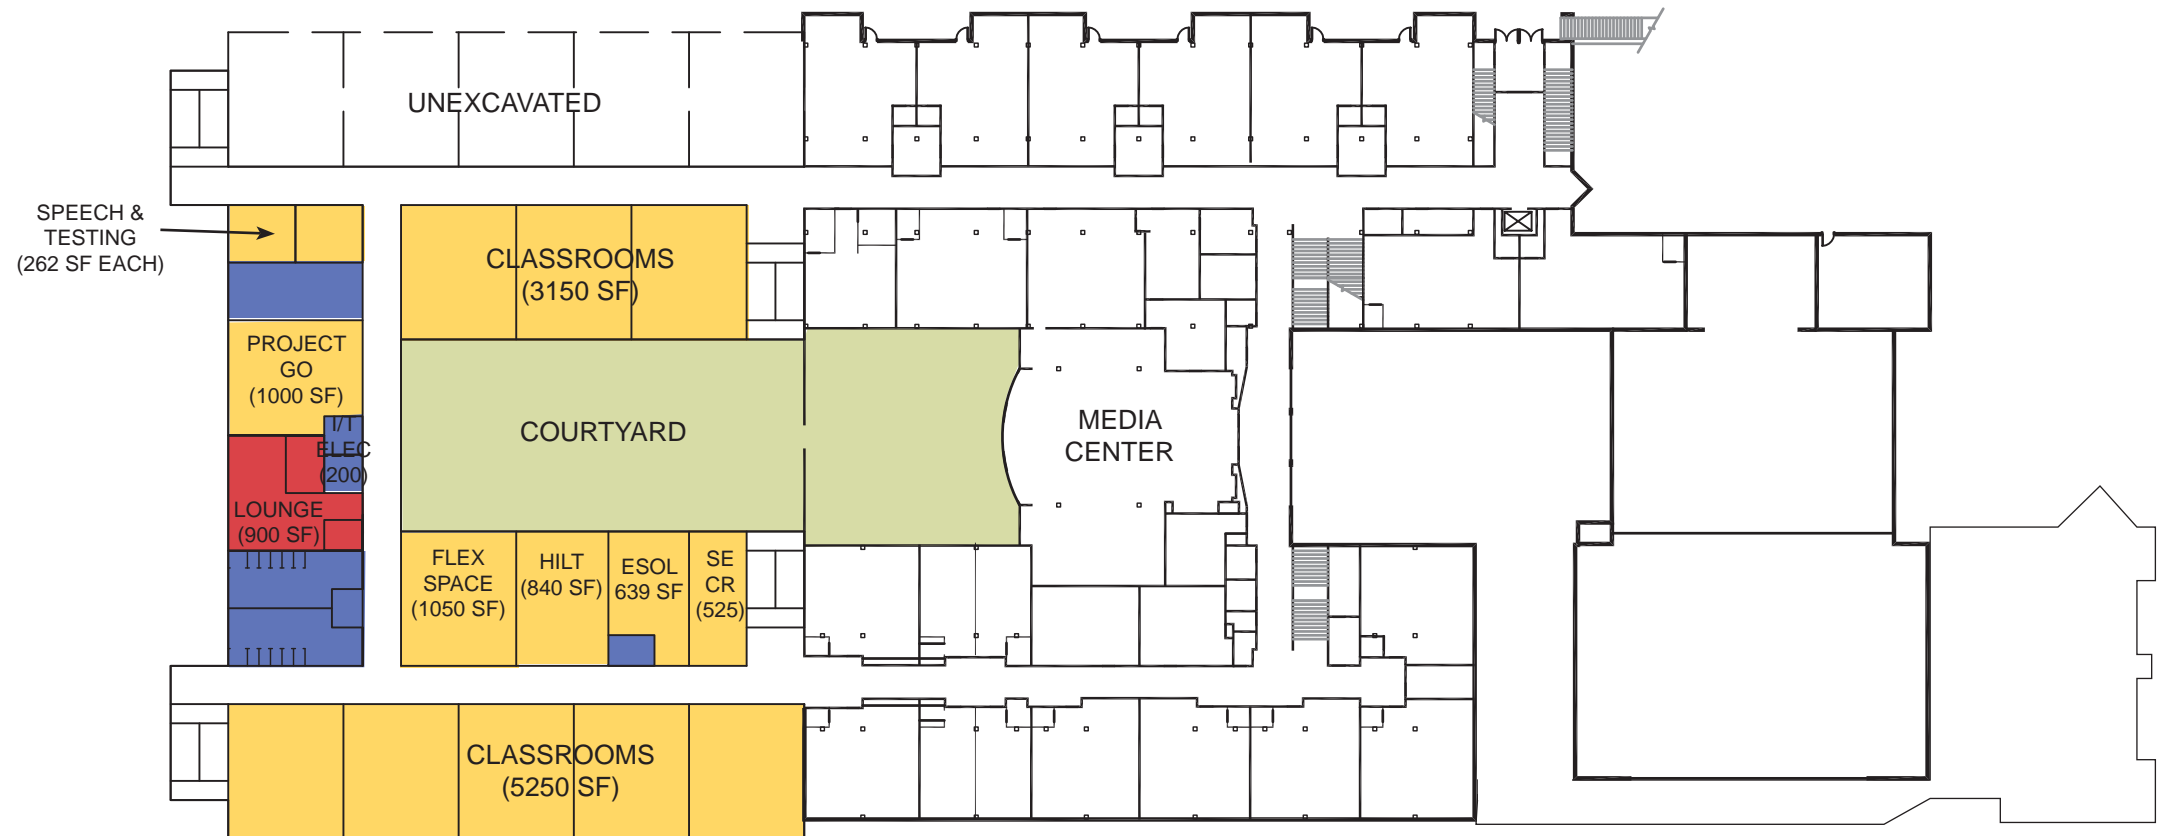 UNEXCAVATED
SPEECH &
TESTING
(262 SF EACH)
CLASSROOMS
(3150 SF)
PROJECT
GO
(1000 SF)
I/T
ELEC
(200)
COURTYARD
MEDIA
CENTER
LOUNGE
(900 SF)
FLEX
SPACE
(1050 SF)
HILT
(840 SF)
ESOL
639 SF
SE
CR
(525)
CLASSROOMS
(5250 SF)